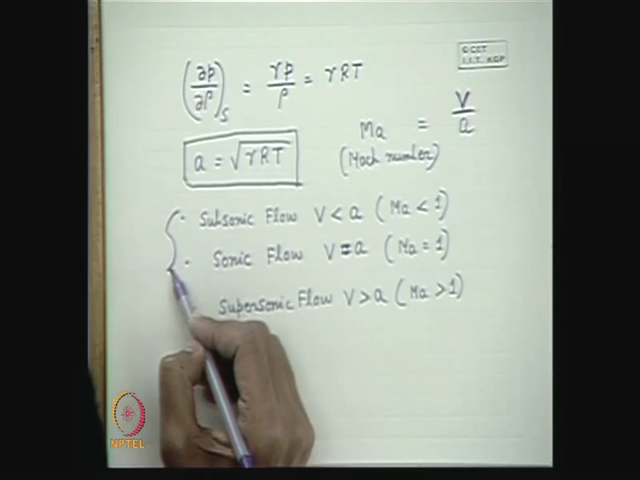 © CET
I.I.T. KGP
(∂p/∂ρ)s = γp/ρ = γRT
Ma = V/a
(Mach number)
a = √γRT
· Subsonic Flow V < a (Ma < 1)
· Sonic Flow V = a (Ma = 1)
Supersonic Flow V > a (Ma > 1)
NPTEL